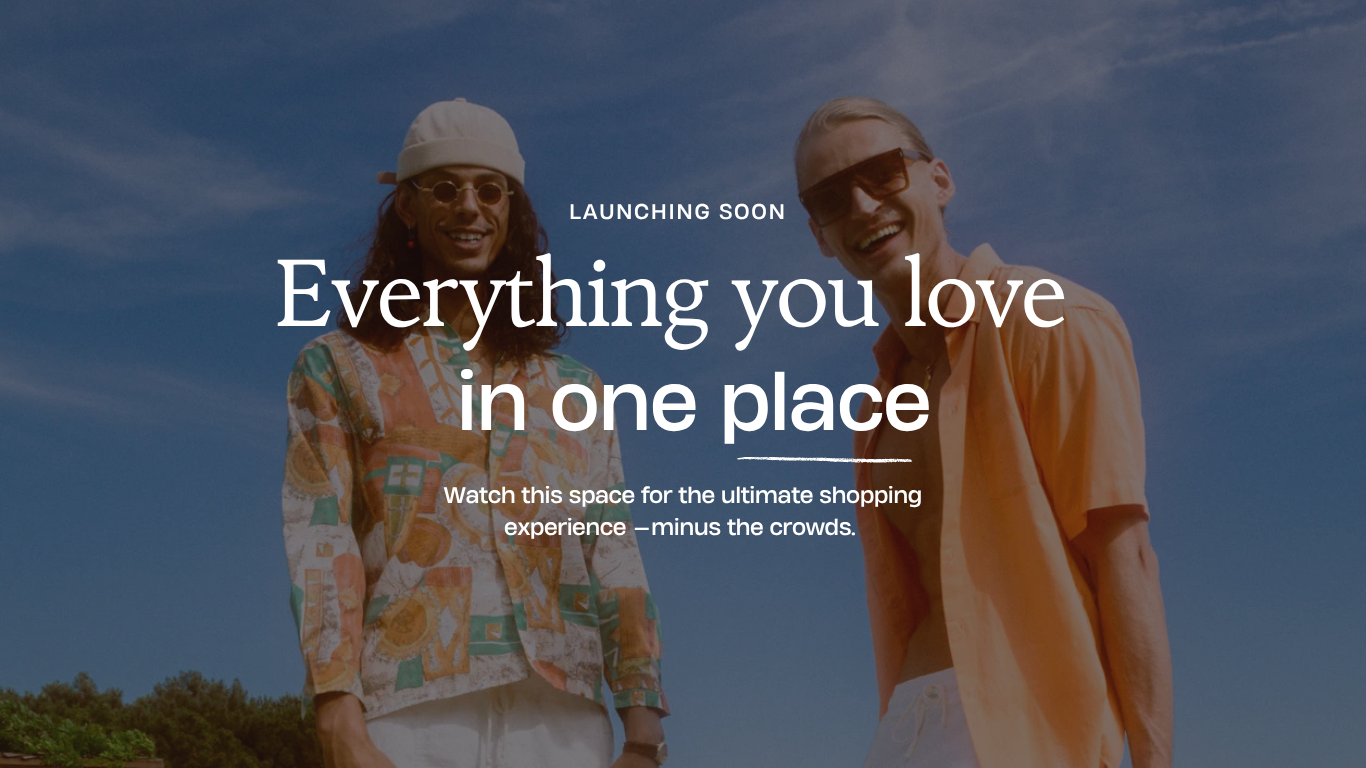 LAUNCHING SOON
Everything you love
in one place
Watch this space for the ultimate shopping
experience —minus the crowds.